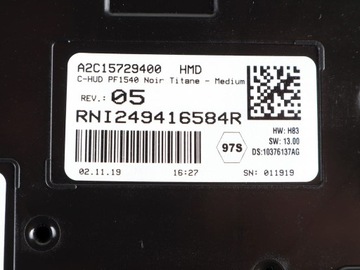 A2C15729400 HMD
C-HUD PF1540 Noir Titane - Medium
REV.: 05
RNI249416584R
HW: H83
SW: 13.00
DS:10376137AG
97S
02.11.19 16:27 SN: 011919